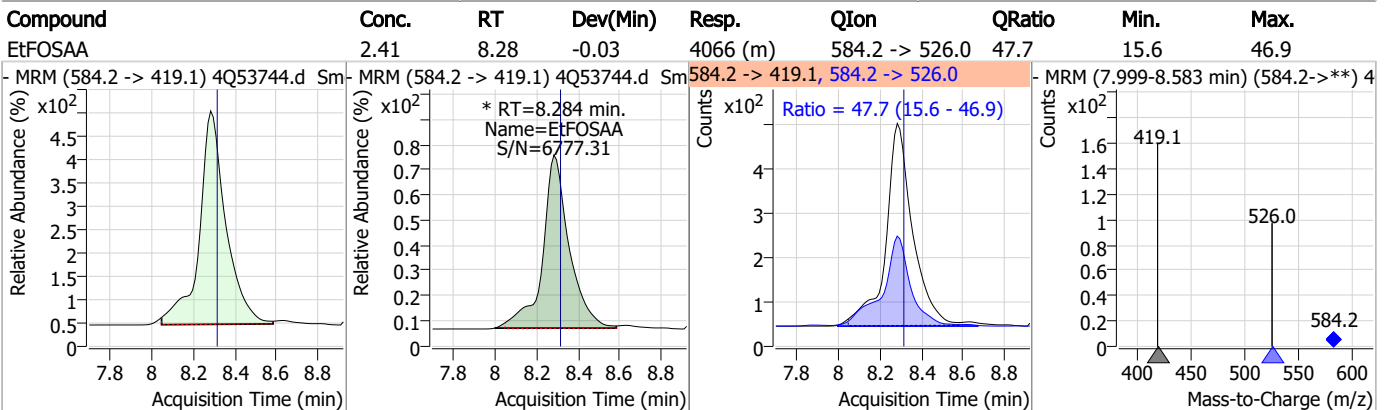 Compound Conc. RT Dev(Min) Resp. QIon QRatio Min. Max.
EtFOSAA 2.41 8.28 -0.03 4066 (m) 584.2 -> 526.0 47.7 15.6 46.9
- MRM (584.2 -> 419.1) 4Q53744.d Sm
Relative Abundance (%)
x10²
4.5
4
3.5
3
2.5
2
1.5
1
0.5
0
7.8 8 8.2 8.4 8.6 8.8
Acquisition Time (min)
- MRM (584.2 -> 419.1) 4Q53744.d Sm
Relative Abundance (%)
x10²
* RT=8.284 min.
Name=EtFOSAA
S/N=6777.31
0.8
0.7
0.6
0.5
0.4
0.3
0.2
0.1
0
7.8 8 8.2 8.4 8.6 8.8
Acquisition Time (min)
584.2 -> 419.1, 584.2 -> 526.0
Counts
x10²
Ratio = 47.7 (15.6 - 46.9)
4
3
2
1
0
7.8 8 8.2 8.4 8.6 8.8
Acquisition Time (min)
- MRM (7.999-8.583 min) (584.2->**) 4
Counts
x10²
419.1
526.0
584.2
1.6
1.4
1.2
1
0.8
0.6
0.4
0.2
0
400 450 500 550 600
Mass-to-Charge (m/z)